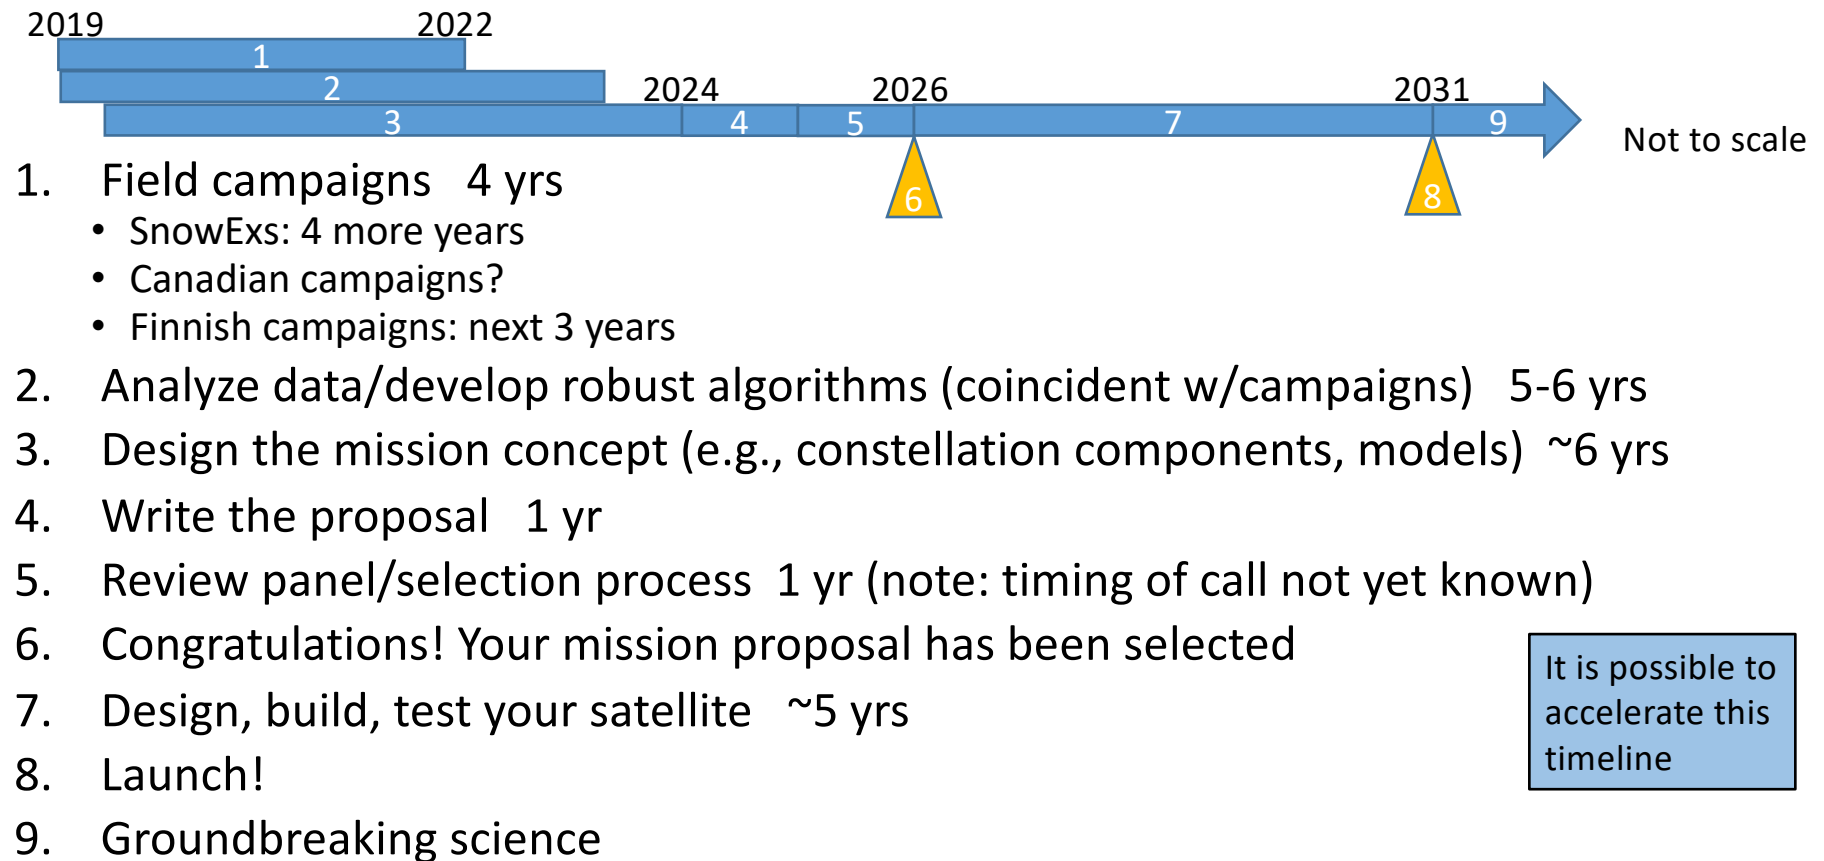 2019 2022
1
2
2024 2026 2031
3 4 5 7 9
Not to scale
6 8
1. Field campaigns 4 yrs
• SnowExs: 4 more years
• Canadian campaigns?
• Finnish campaigns: next 3 years
2. Analyze data/develop robust algorithms (coincident w/campaigns) 5-6 yrs
3. Design the mission concept (e.g., constellation components, models) ~6 yrs
4. Write the proposal 1 yr
5. Review panel/selection process 1 yr (note: timing of call not yet known)
6. Congratulations! Your mission proposal has been selected
7. Design, build, test your satellite ~5 yrs
8. Launch!
9. Groundbreaking science
It is possible to
accelerate this
timeline